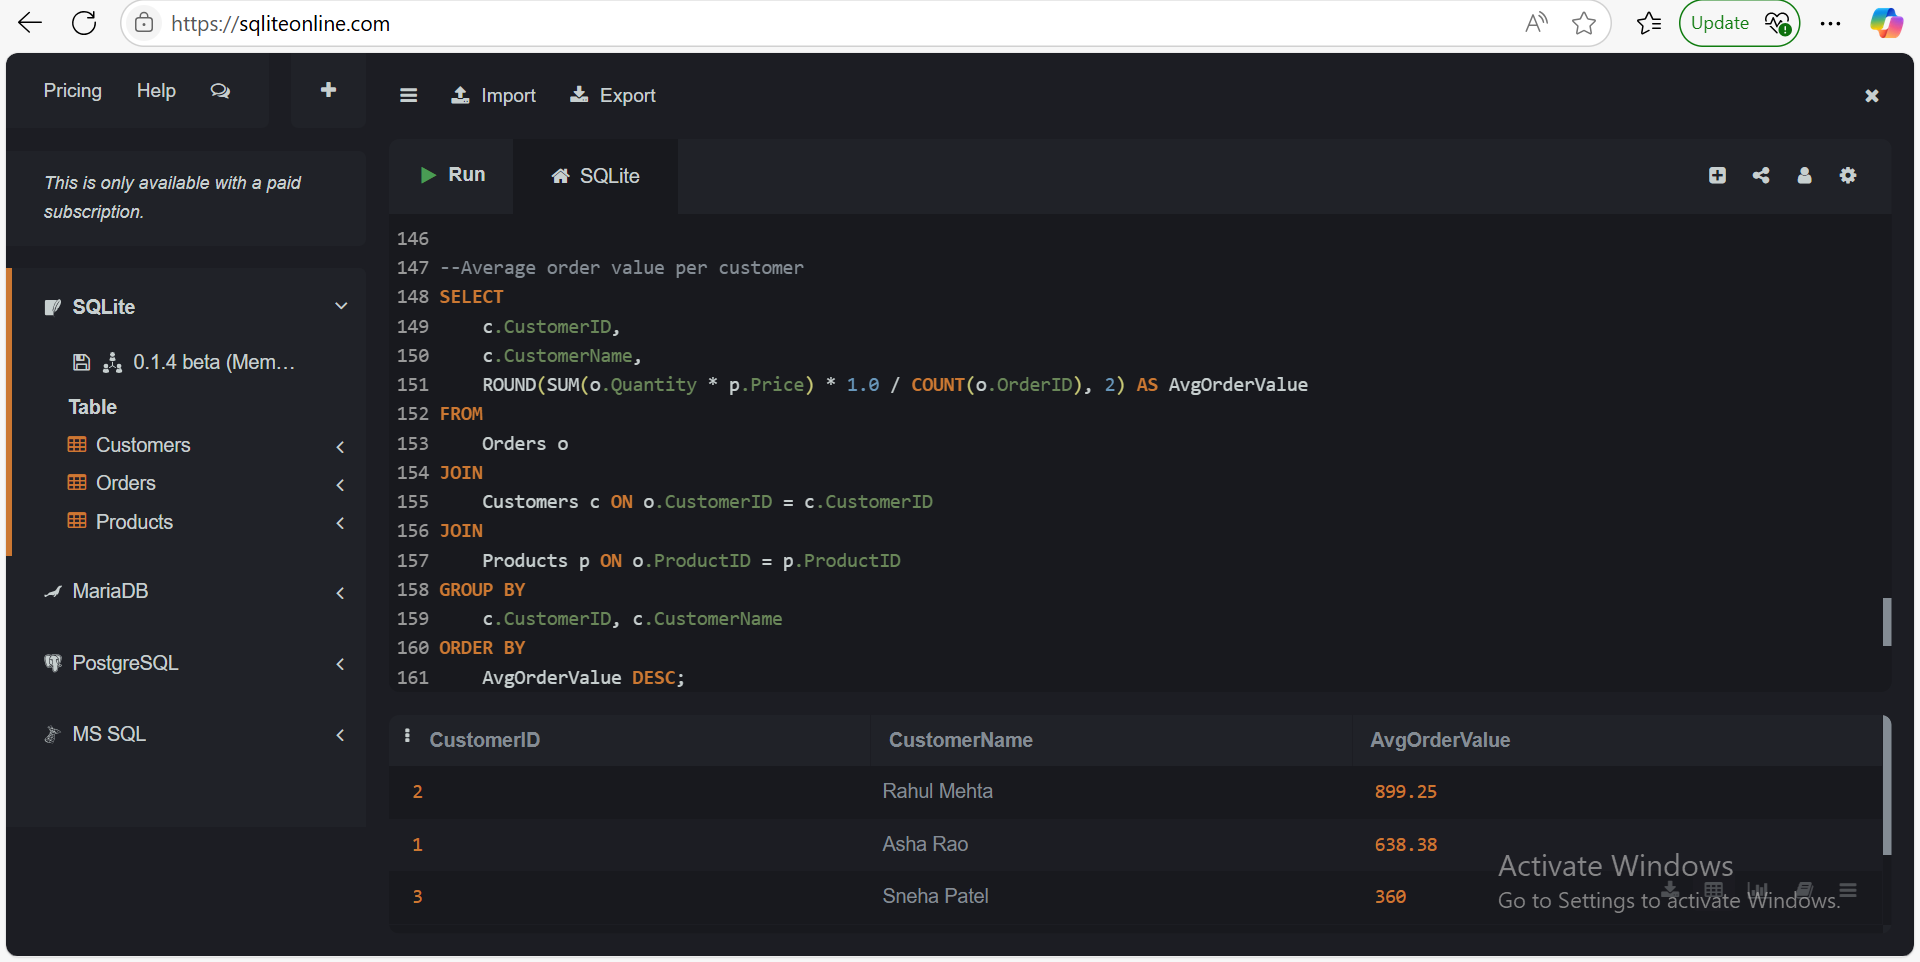 https://sqliteonline.com
Update
Pricing Help
Import Export
This is only available with a paid
subscription.
Run SQLite
SQLite
0.1.4 beta (Mem...
Table
Customers
Orders
Products
MariaDB
PostgreSQL
MS SQL
146
147 --Average order value per customer
148 SELECT
149 c.CustomerID,
150 c.CustomerName,
151 ROUND(SUM(o.Quantity * p.Price) * 1.0 / COUNT(o.OrderID), 2) AS AvgOrderValue
152 FROM
153 Orders o
154 JOIN
155 Customers c ON o.CustomerID = c.CustomerID
156 JOIN
157 Products p ON o.ProductID = p.ProductID
158 GROUP BY
159 c.CustomerID, c.CustomerName
160 ORDER BY
161 AvgOrderValue DESC;
CustomerID CustomerName AvgOrderValue
2 Rahul Mehta 899.25
1 Asha Rao 638.38
3 Sneha Patel 360
Activate Windows
Go to Settings to activate Windows.